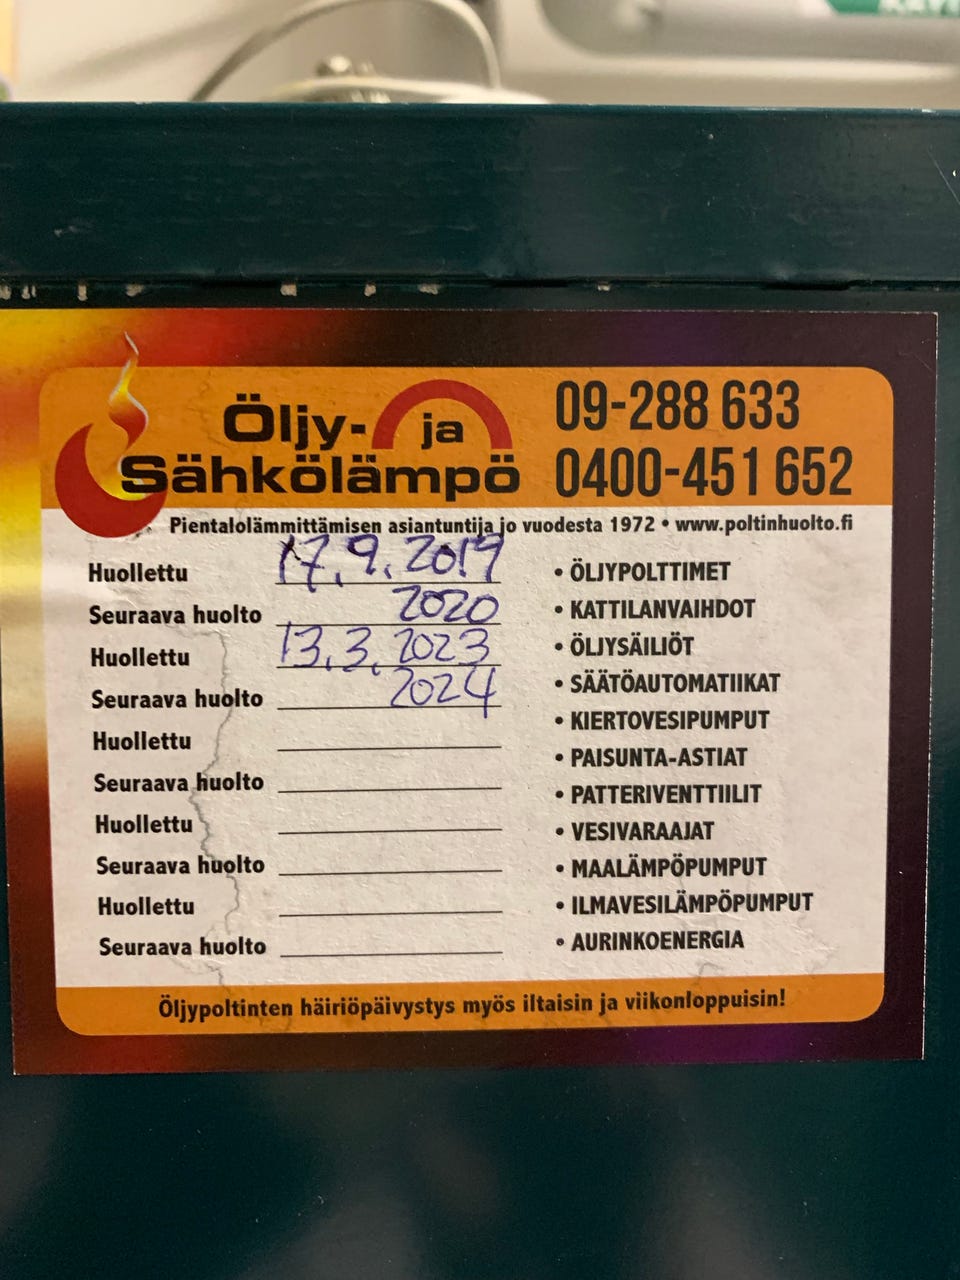 Öljy- ja
Sähkölämpö
09-288 633
0400-451 652
Pientalolämmittämisen asiantuntija jo vuodesta 1972 • www.poltinhuolto.fi
Huollettu 17.9.2019
Seuraava huolto 2020
Huollettu 13.3.2023
Seuraava huolto 2024
Huollettu
Seuraava huolto
Huollettu
Seuraava huolto
Huollettu
Seuraava huolto
• ÖLJYPOLTTIMET
• KATTILANVAIHDOT
• ÖLJYSÄILIÖT
• SÄÄTÖAUTOMATIIKAT
• KIERTOVESIPUMPUT
• PAISUNTA-ASTIAT
• PATTERIVENTTIILIT
• VESIVARAAJAT
• MAALÄMPÖPUMPUT
• ILMAVESILÄMPÖPUMPUT
• AURINKOENERGIA
Öljypoltinten häiriöpäivystys myös iltaisin ja viikonloppuisin!